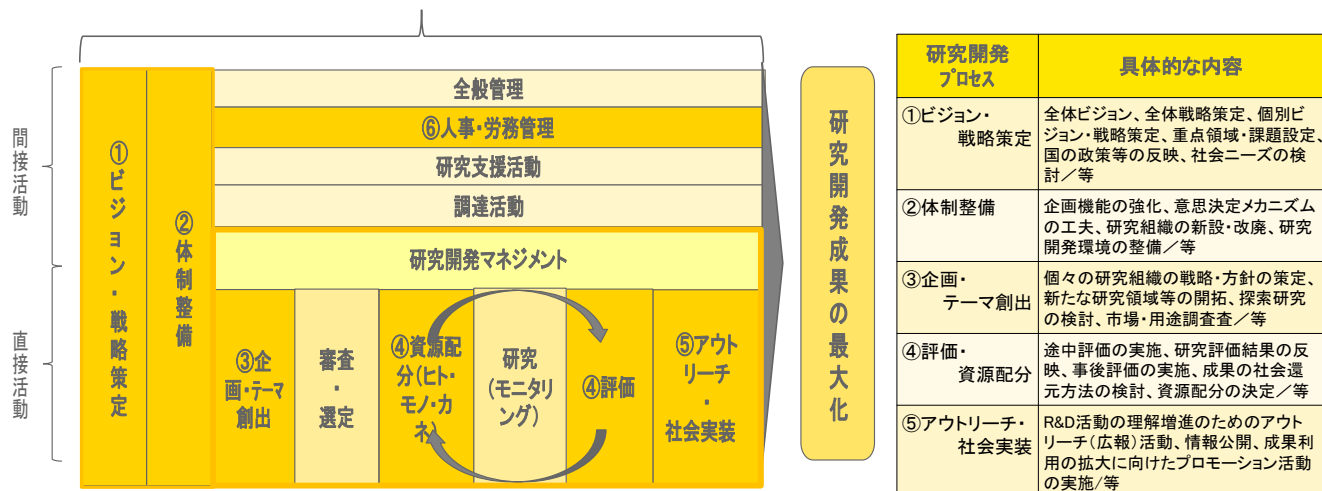 間接活動
直接活動
①ビジョン・戦略策定
②体制整備
全般管理
⑥人事・労務管理
研究支援活動
調達活動
研究開発マネジメント
③企
画・テーマ
創出
審査
・
選定
④資源配
分(ヒト・
モノ・カ
ネ)
研究
(モニタリ
ング)
④評価
⑤アウト
リーチ
・
社会実装
研究開発成果の最大化
研究開発
プロセス
具体的な内容
①ビジョン・
戦略策定
全体ビジョン、全体戦略策定、個別ビ
ジョン・戦略策定、重点領域・課題設定、
国の政策等の反映、社会ニーズの検
討／等
②体制整備
企画機能の強化、意思決定メカニズム
の工夫、研究組織の新設・改廃、研究
開発環境の整備／等
③企画・
テーマ創出
個々の研究組織の戦略・方針の策定、
新たな研究領域等の開拓、探索研究
の検討、市場・用途調査査／等
④評価・
資源配分
途中評価の実施、研究評価結果の反
映、事後評価の実施、成果の社会還
元方法の検討、資源配分の決定／等
⑤アウトリーチ・
社会実装
R&D活動の理解増進のためのアウト
リーチ(広報)活動、情報公開、成果利
用の拡大に向けたプロモーション活動
の実施/等